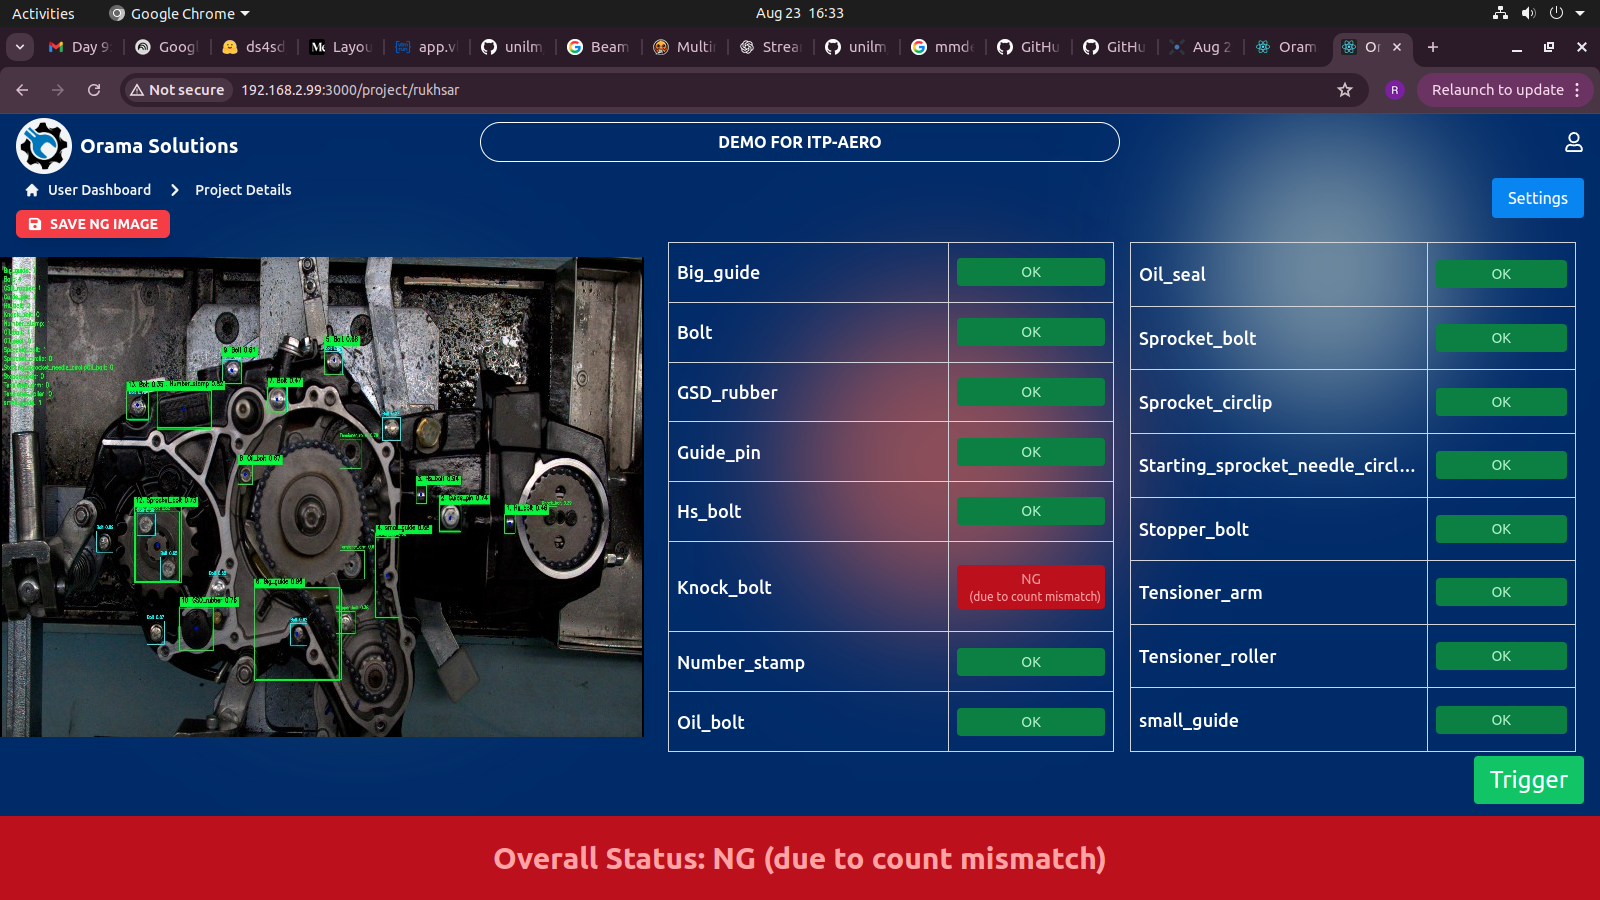 Activities
Google Chrome
Aug 23 16:33
Day 9
Googl
ds4sd
Layou
app.vi
unilm
Beam
Multi
Strea
unilm
mmde
GitHu
GitHu
Aug 2
Oram
Or
Not secure
192.168.2.99:3000/project/rukhsar
R
Relaunch to update
Orama Solutions
DEMO FOR ITP-AERO
User Dashboard
Project Details
Settings
SAVE NG IMAGE
Big_guide OK
Bolt OK
GSD_rubber OK
Guide_pin OK
Hs_bolt OK
Knock_bolt NG
(due to count mismatch)
Number_stamp OK
Oil_bolt OK
Oil_seal OK
Sprocket_bolt OK
Sprocket_circlip OK
Starting_sprocket_needle_circl... OK
Stopper_bolt OK
Tensioner_arm OK
Tensioner_roller OK
small_guide OK
Trigger
Overall Status: NG (due to count mismatch)